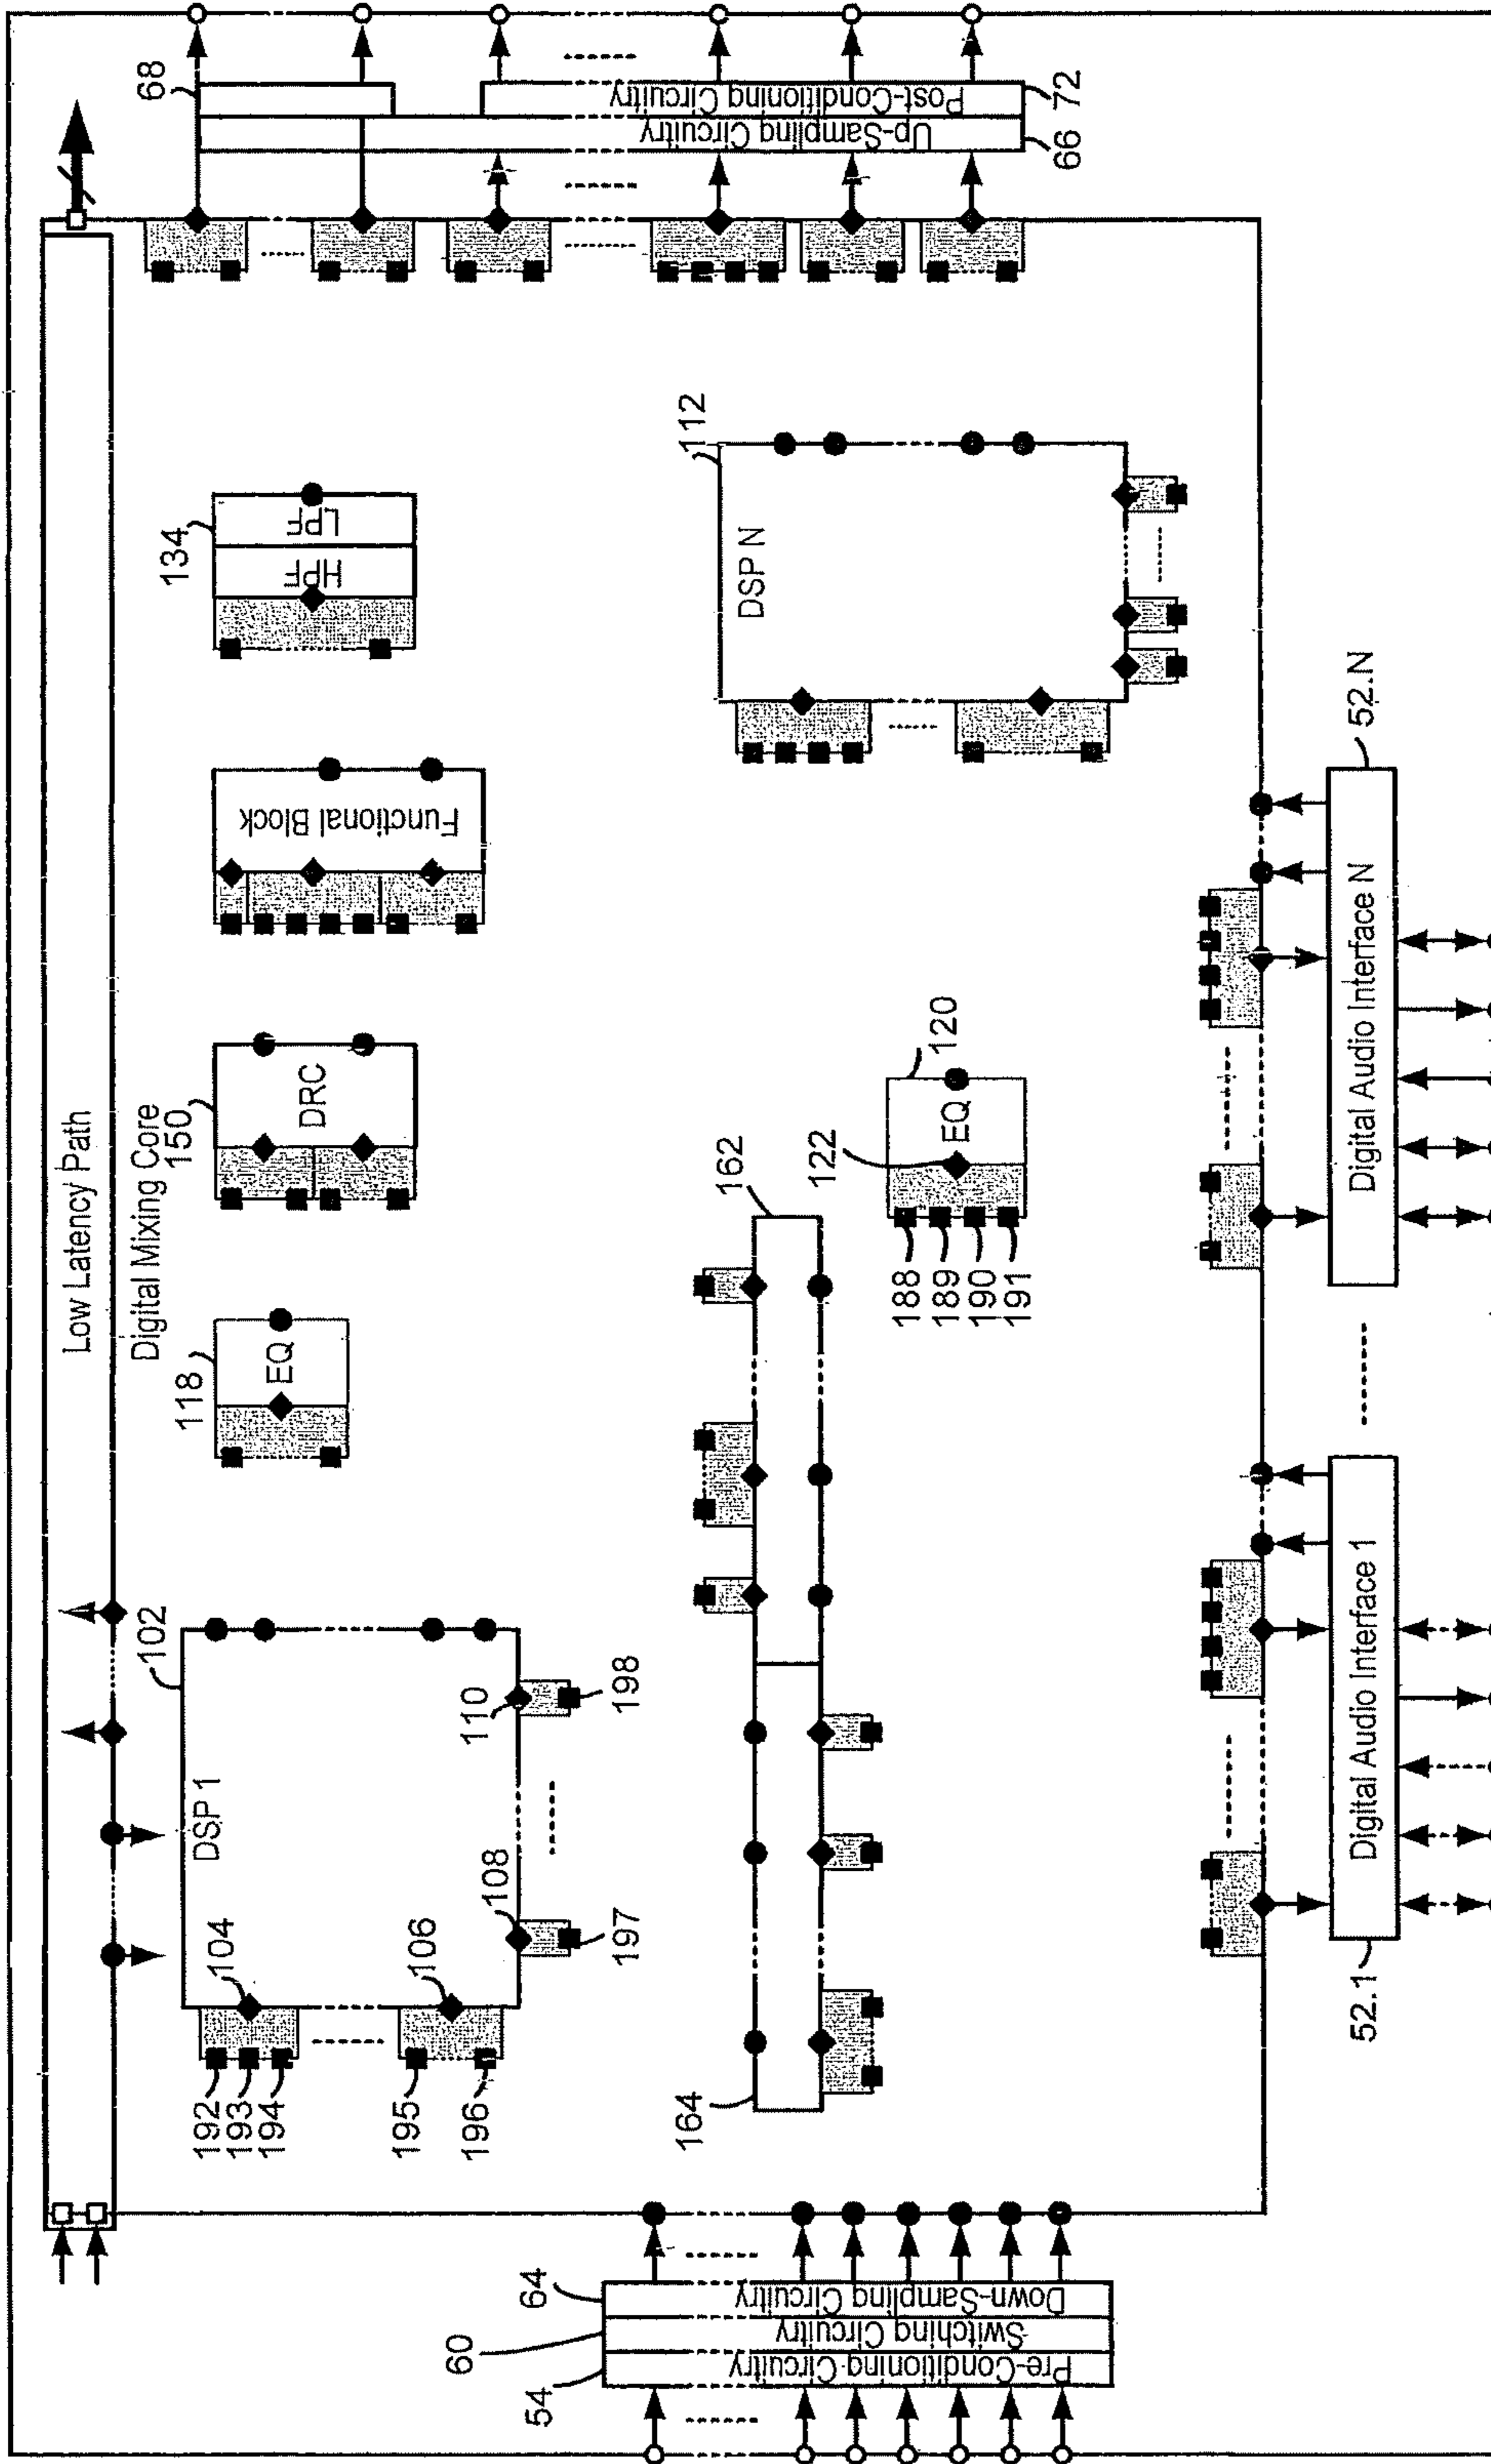 Low Latency Path
Digital Mixing Core
68
Up-Sampling Circuitry
Post-Conditioning Circuitry
66
72
134
HPF
LPF
Functional Block
150
DRC
118
EQ
102
DSP 1
104
106
108
110
192
193
194
195
196
197
198
112
DSP N
162
164
120
EQ
122
188
189
190
191
54
60
64
Pre-Conditioning Circuitry
Switching Circuitry
Down-Sampling Circuitry
52.1
Digital Audio Interface 1
Digital Audio Interface N
52.N